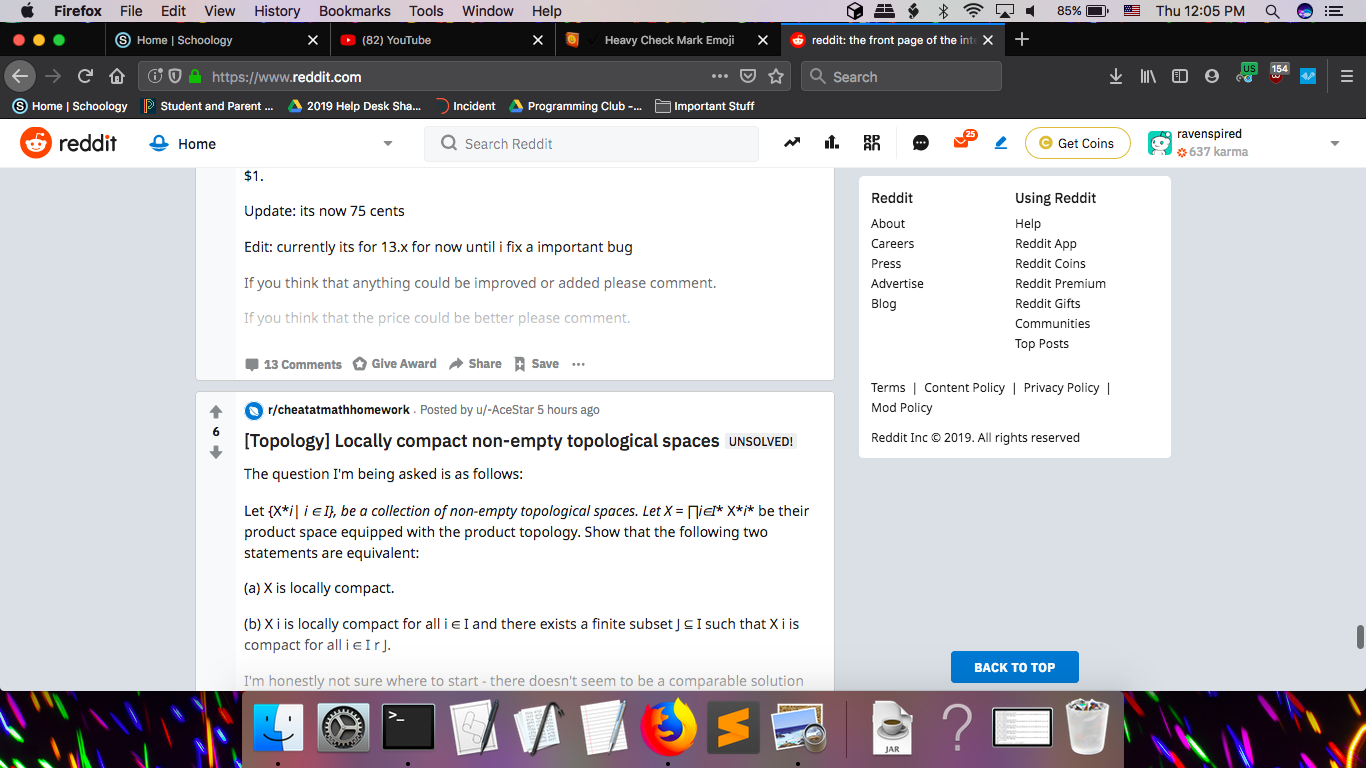 Firefox File Edit View History Bookmarks Tools Window Help 85% Thu 12:05 PM
Home | Schoology (82) YouTube Heavy Check Mark Emoji reddit: the front page of the inte
https://www.reddit.com Search US 154
Home | Schoology Student and Parent ... 2019 Help Desk Sha... Incident Programming Club -... Important Stuff
reddit Home Search Reddit 25 Get Coins ravenspired
637 karma
$1.
Update: its now 75 cents
Edit: currently its for 13.x for now until i fix a important bug
If you think that anything could be improved or added please comment.
If you think that the price could be better please comment.
13 Comments Give Award Share Save ...
r/cheatatmathhomework · Posted by u/-AceStar 5 hours ago
6
[Topology] Locally compact non-empty topological spaces UNSOLVED!
The question I'm being asked is as follows:
Let {X*i| i ∈ I}, be a collection of non-empty topological spaces. Let X = ∏i∈I* X*i* be their
product space equipped with the product topology. Show that the following two
statements are equivalent:
(a) X is locally compact.
(b) X i is locally compact for all i ∈ I and there exists a finite subset J ⊆ I such that X i is
compact for all i ∈ I r J.
I'm honestly not sure where to start - there doesn't seem to be a comparable solution
Reddit Using Reddit
About Help
Careers Reddit App
Press Reddit Coins
Advertise Reddit Premium
Blog Reddit Gifts
Communities
Top Posts
Terms | Content Policy | Privacy Policy |
Mod Policy
Reddit Inc © 2019. All rights reserved
BACK TO TOP
>_
JAR
?